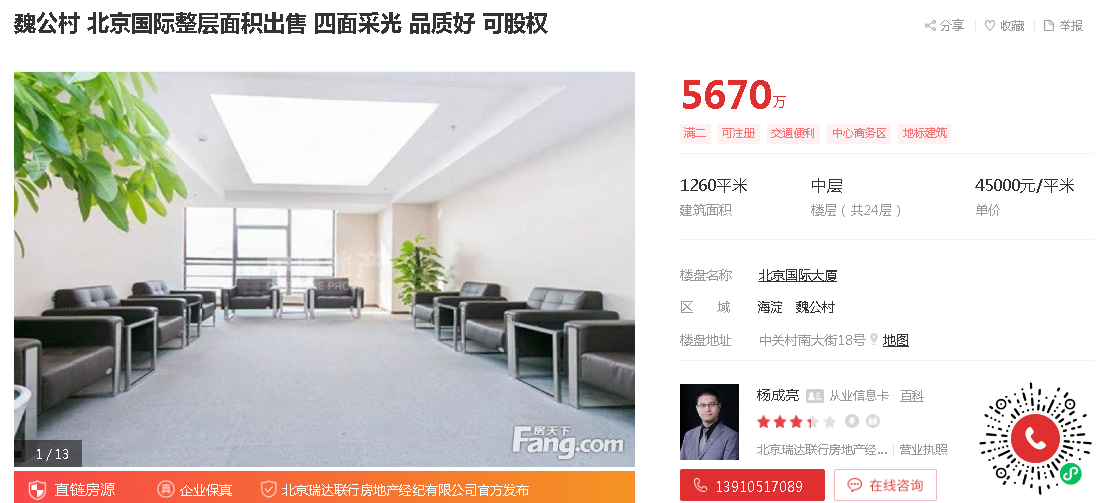 魏公村 北京国际整层面积出售 四面采光 品质好 可股权
分享 收藏 举报
5670万
满二 可注册 交通便利 中心商务区 地标建筑
1260平米 中层 45000元/平米
建筑面积 楼层（共24层） 单价
楼盘名称 北京国际大厦
区 域 海淀 魏公村
楼盘地址 中关村南大街18号 地图
杨成亮 从业信息卡 百科
北京瑞达联行房地产经... 营业执照
13910517089 在线咨询
房天下
Fang.com
1 / 13
直链房源 真 企业保真 北京瑞达联行房地产经纪有限公司官方发布